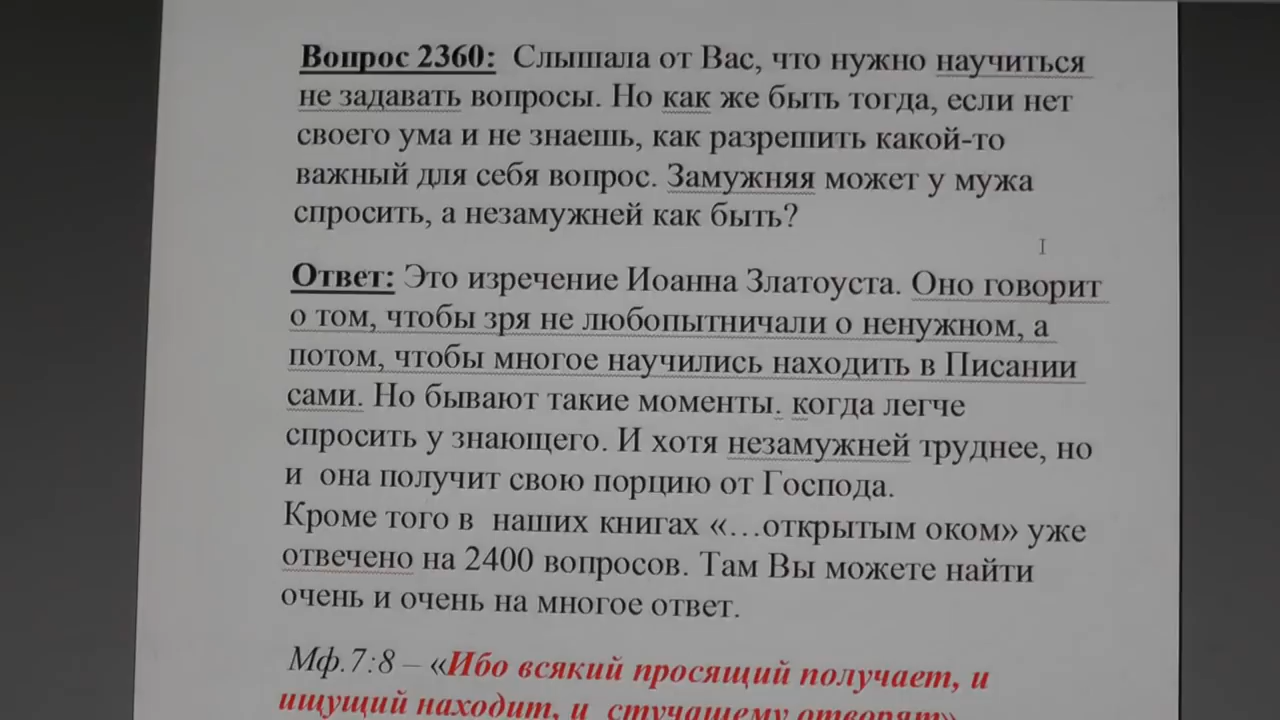 Вопрос 2360:  Слышала от Вас, что нужно научиться
не задавать вопросы. Но как же быть тогда, если нет
своего ума и не знаешь, как разрешить какой-то
важный для себя вопрос. Замужняя может у мужа
спросить, а незамужней как быть?
Ответ: Это изречение Иоанна Златоуста. Оно говорит
о том, чтобы зря не любопытничали о ненужном, а
потом, чтобы многое научились находить в Писании
сами. Но бывают такие моменты. когда легче
спросить у знающего. И хотя незамужней труднее, но
и  она получит свою порцию от Господа.
Кроме того в  наших книгах «…открытым оком» уже
отвечено на 2400 вопросов. Там Вы можете найти
очень и очень на многое ответ.
Мф.7:8 – «Ибо всякий просящий получает, и
ищущий находит, и  стучащему отворят»